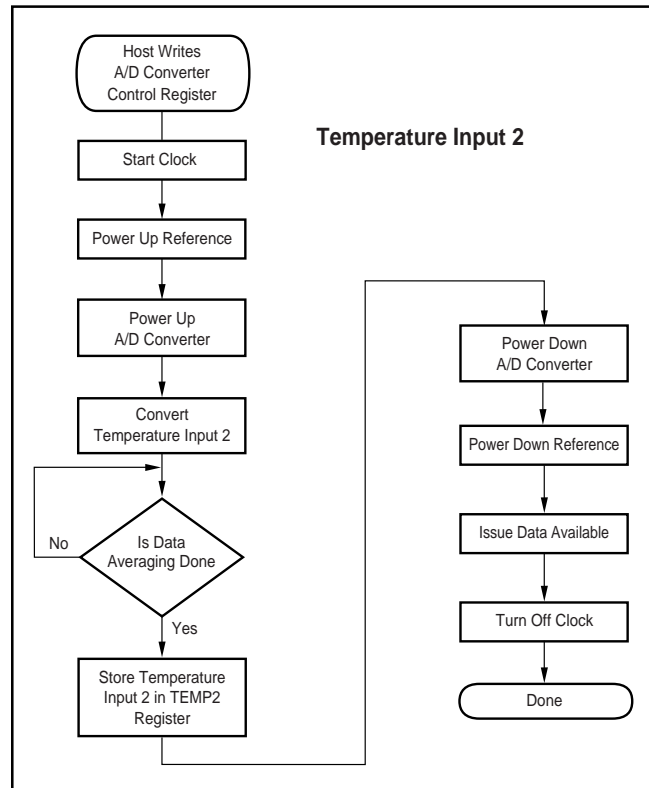 Host Writes
A/D Converter
Control Register
Temperature Input 2
Start Clock
Power Up Reference
Power Up
A/D Converter
Convert
Temperature Input 2
Is Data
Averaging Done
No
Yes
Store Temperature
Input 2 in TEMP2
Register
Power Down
A/D Converter
Power Down Reference
Issue Data Available
Turn Off Clock
Done